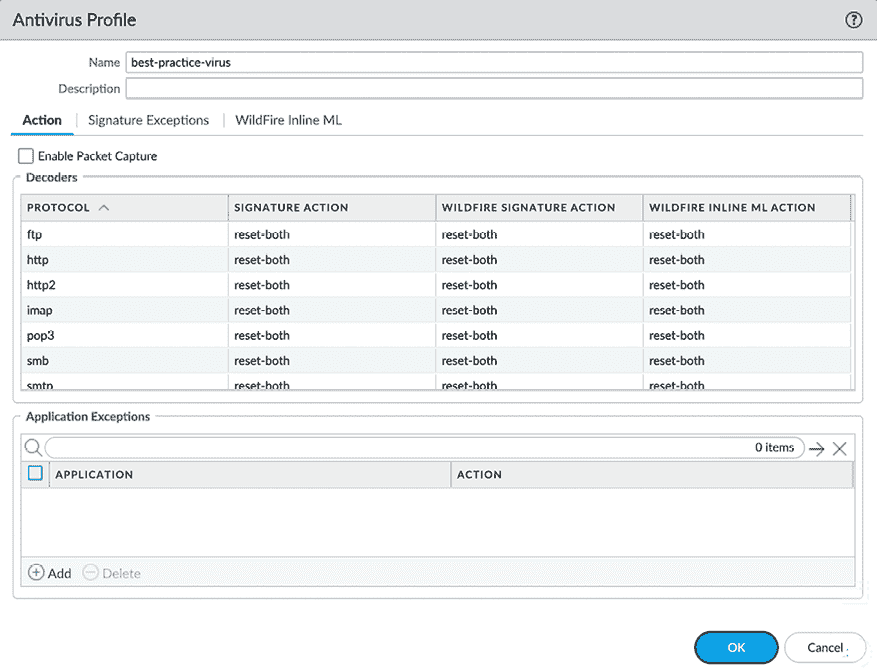 Antivirus Profile ?
Name best-practice-virus
Description
Action Signature Exceptions WildFire Inline ML
Enable Packet Capture
Decoders
PROTOCOL SIGNATURE ACTION WILDFIRE SIGNATURE ACTION WILDFIRE INLINE ML ACTION
ftp reset-both reset-both reset-both
http reset-both reset-both reset-both
http2 reset-both reset-both reset-both
imap reset-both reset-both reset-both
pop3 reset-both reset-both reset-both
smb reset-both reset-both reset-both
smtp reset-both reset-both reset-both
Application Exceptions
0 items
APPLICATION ACTION
Add Delete
OK Cancel